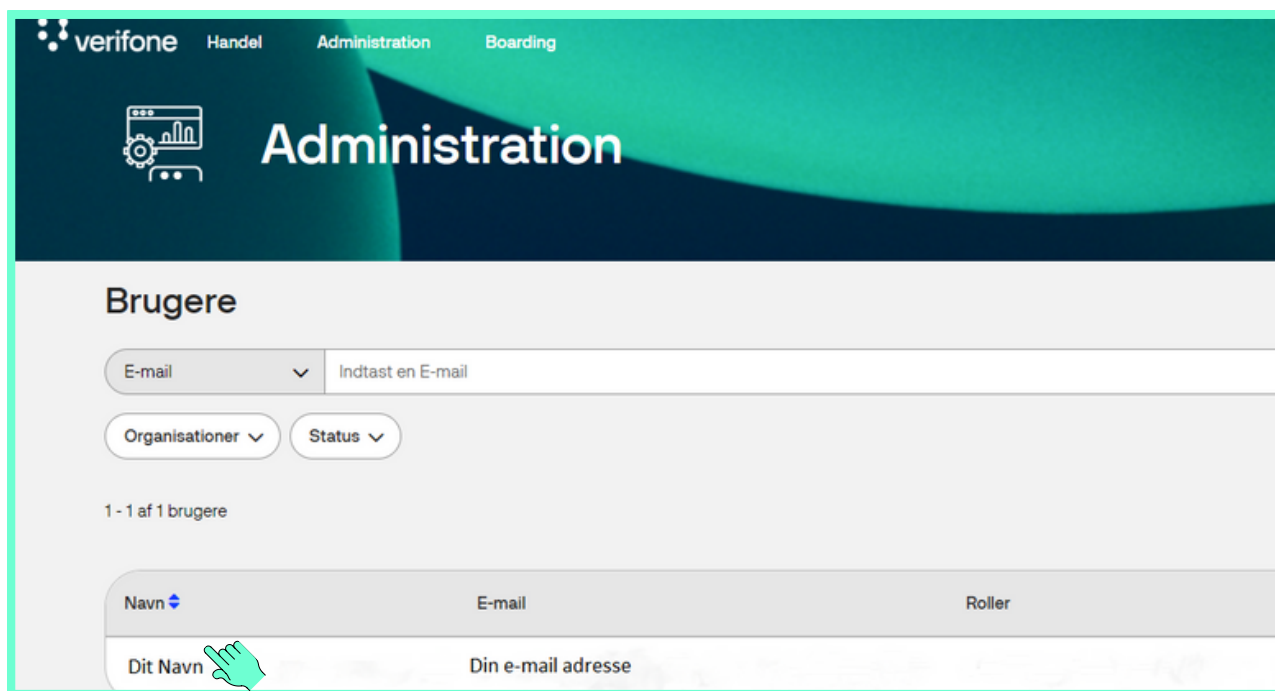 verifone Handel Administration Boarding
Administration
Brugere
E-mail Indtast en E-mail
Organisationer Status
1 - 1 af 1 brugere
Navn E-mail Roller
Dit Navn Din e-mail adresse